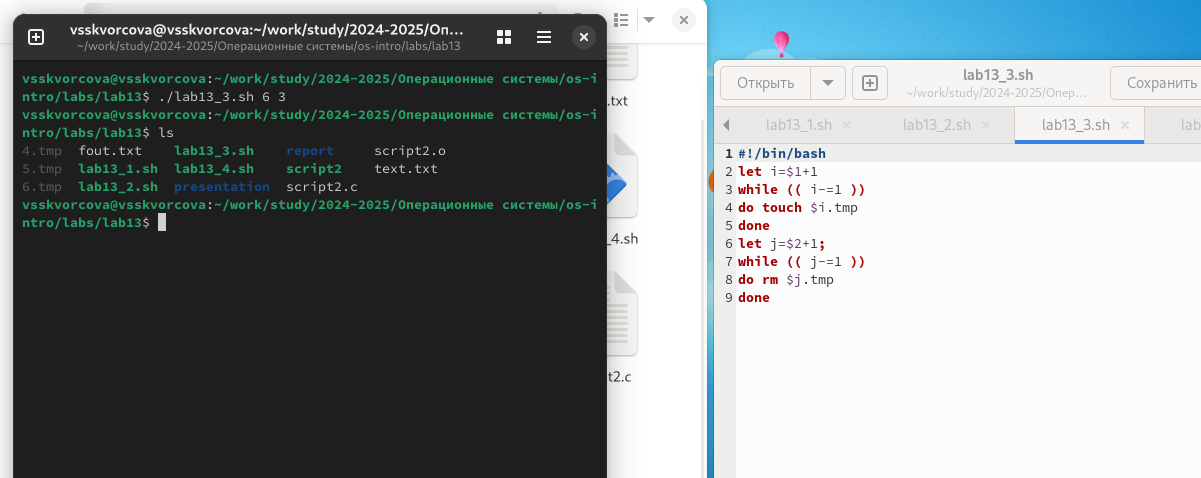 vsskvorcova@vsskvorcova:~/work/study/2024-2025/Оп…
~/work/study/2024-2025/Операционные системы/os-intro/labs/lab13
vsskvorcova@vsskvorcova:~/work/study/2024-2025/Операционные системы/os-i
ntro/labs/lab13$ ./lab13_3.sh 6 3
vsskvorcova@vsskvorcova:~/work/study/2024-2025/Операционные системы/os-i
ntro/labs/lab13$ ls
4.tmp fout.txt lab13_3.sh report script2.o
5.tmp lab13_1.sh lab13_4.sh script2 text.txt
6.tmp lab13_2.sh presentation script2.c
vsskvorcova@vsskvorcova:~/work/study/2024-2025/Операционные системы/os-i
ntro/labs/lab13$
.txt
_4.sh
t2.c
Открыть
lab13_3.sh
~/work/study/2024-2025/Опер…
Сохранить
lab13_1.sh
lab13_2.sh
lab13_3.sh
lab
1 #!/bin/bash
2 let i=$1+1
3 while (( i-=1 ))
4 do touch $i.tmp
5 done
6 let j=$2+1;
7 while (( j-=1 ))
8 do rm $j.tmp
9 done